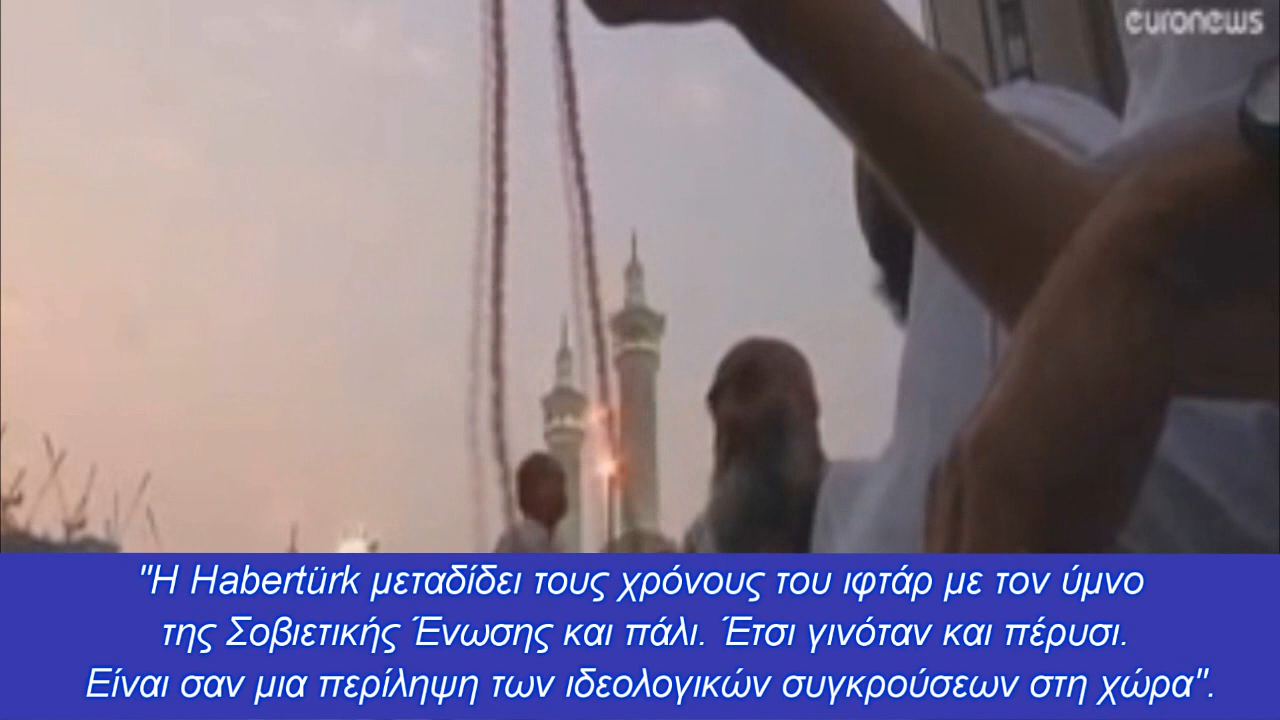 euronews
"Η Habertürk μεταδίδει τους χρόνους του ιφτάρ με τον ύμνο
της Σοβιετικής Ένωσης και πάλι. Έτσι γινόταν και πέρυσι.
Είναι σαν μια περίληψη των ιδεολογικών συγκρούσεων στη χώρα".